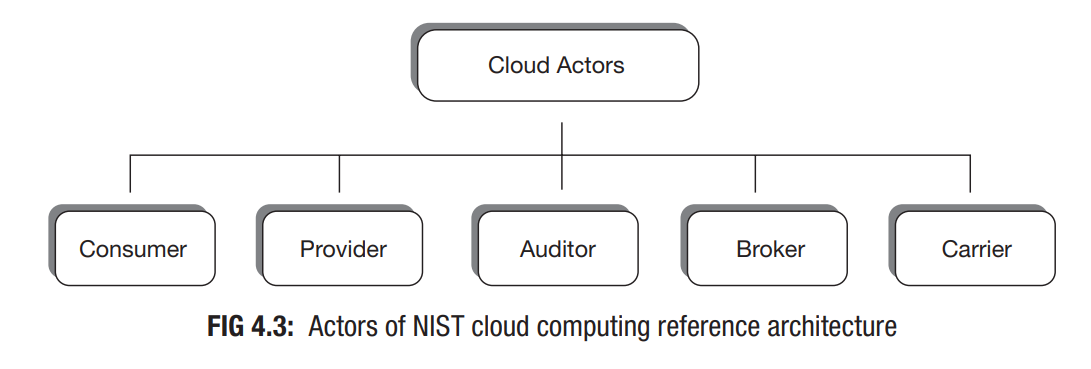 Cloud Actors
Consumer
Provider
Auditor
Broker
Carrier
FIG 4.3: Actors of NIST cloud computing reference architecture